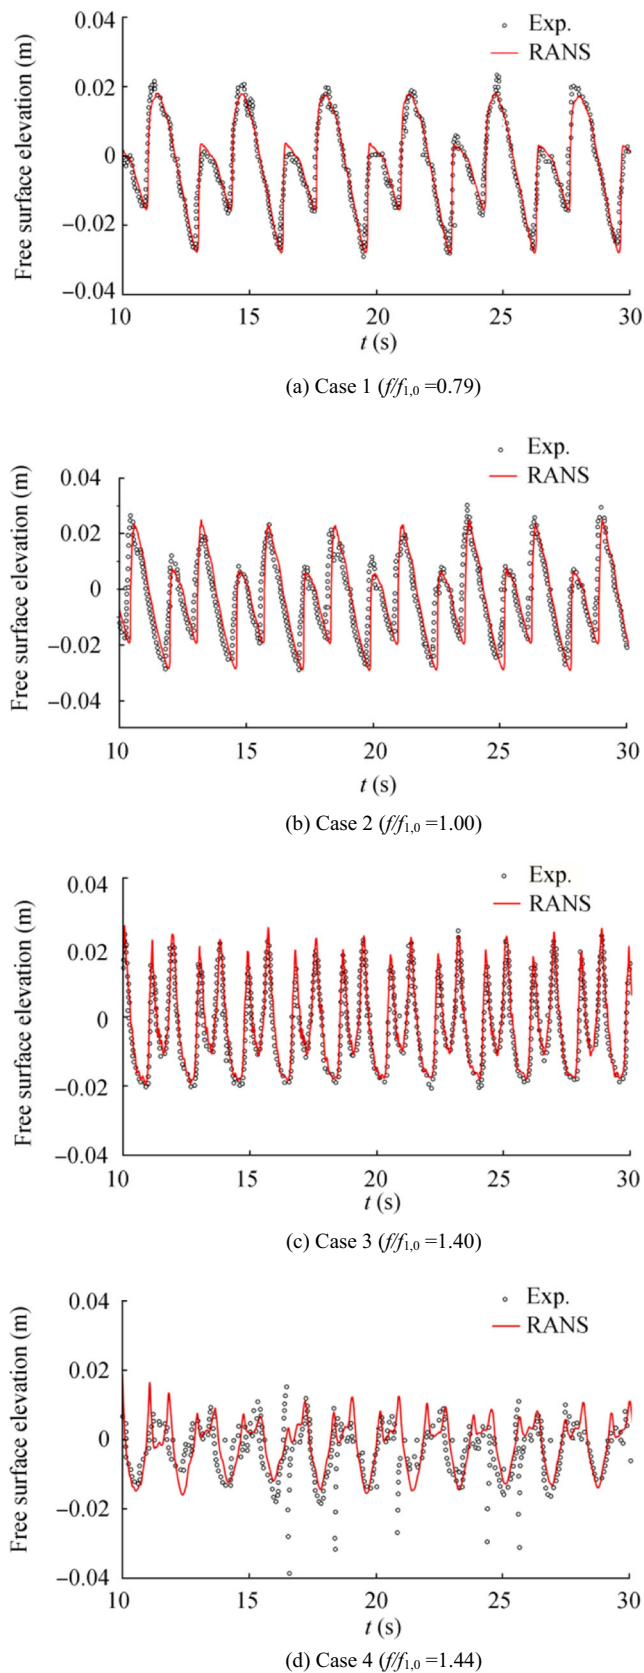 0.04
Exp.
RANS
0.02
0
−0.02
−0.04
Free surface elevation (m)
10 15 20 25 30
t (s)
(a) Case 1 (f/f1,0 =0.79)
Exp.
RANS
0.04
0.02
0
−0.02
−0.04
Free surface elevation (m)
10 15 20 25 30
t (s)
(b) Case 2 (f/f1,0 =1.00)
0.04
Exp.
RANS
0.02
0
−0.02
−0.04
Free surface elevation (m)
10 15 20 25 30
t (s)
(c) Case 3 (f/f1,0 =1.40)
0.04
Exp.
RANS
0.02
0
−0.02
−0.04
Free surface elevation (m)
10 15 20 25 30
t (s)
(d) Case 4 (f/f1,0 =1.44)